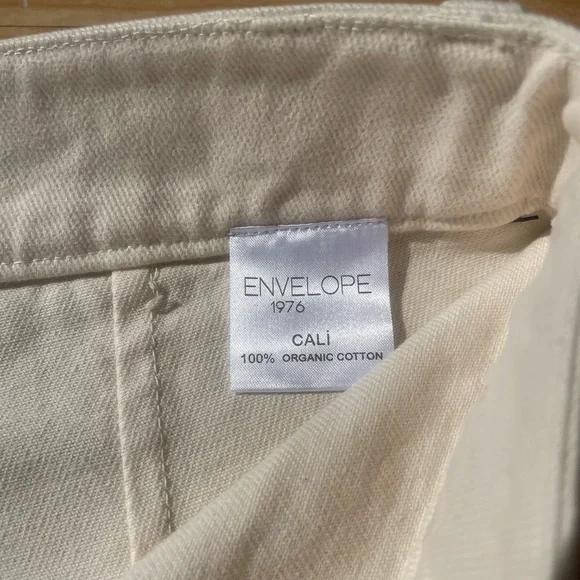 ENVELOPE
1976
CALİ
100% ORGANIC COTTON